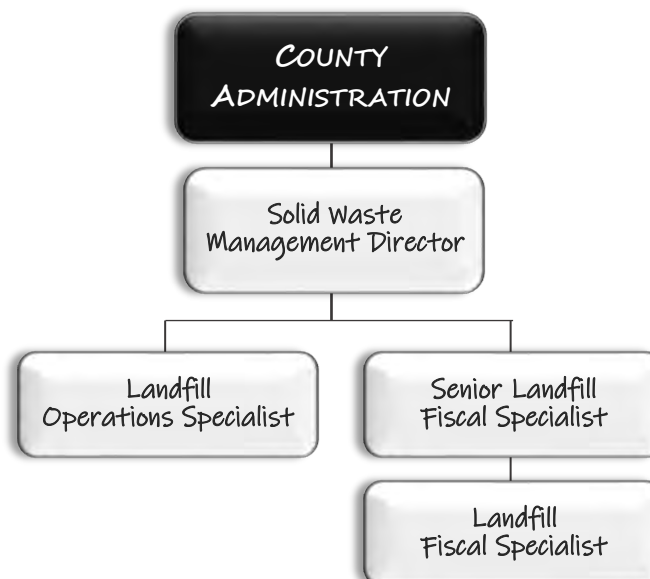 COUNTY
ADMINISTRATION
Solid Waste
Management Director
Landfill
Operations Specialist
Senior Landfill
Fiscal Specialist
Landfill
Fiscal Specialist